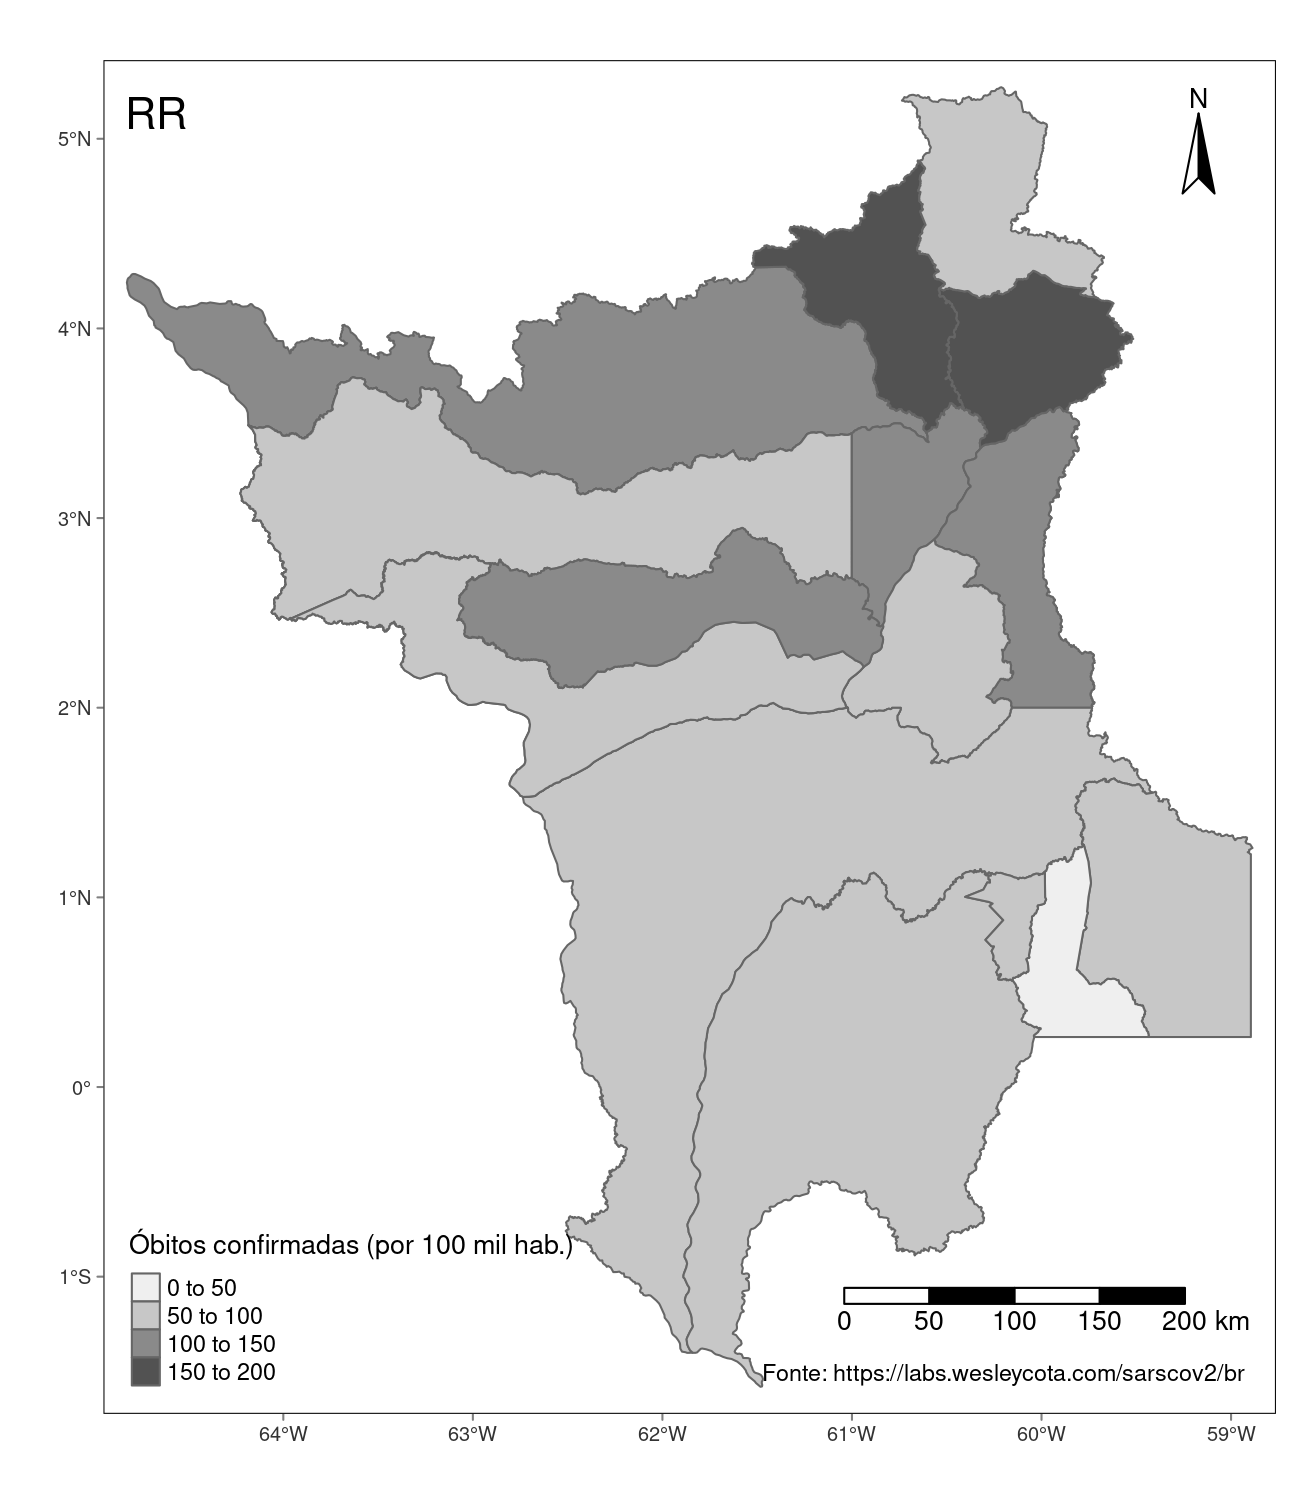 RR
N
5°N
4°N
3°N
2°N
1°N
0°
1°S
Óbitos confirmadas (por 100 mil hab.)
0 to 50
50 to 100
100 to 150
150 to 200
0 50 100 150 200 km
Fonte: https://labs.wesleycota.com/sarscov2/br
64°W 63°W 62°W 61°W 60°W 59°W